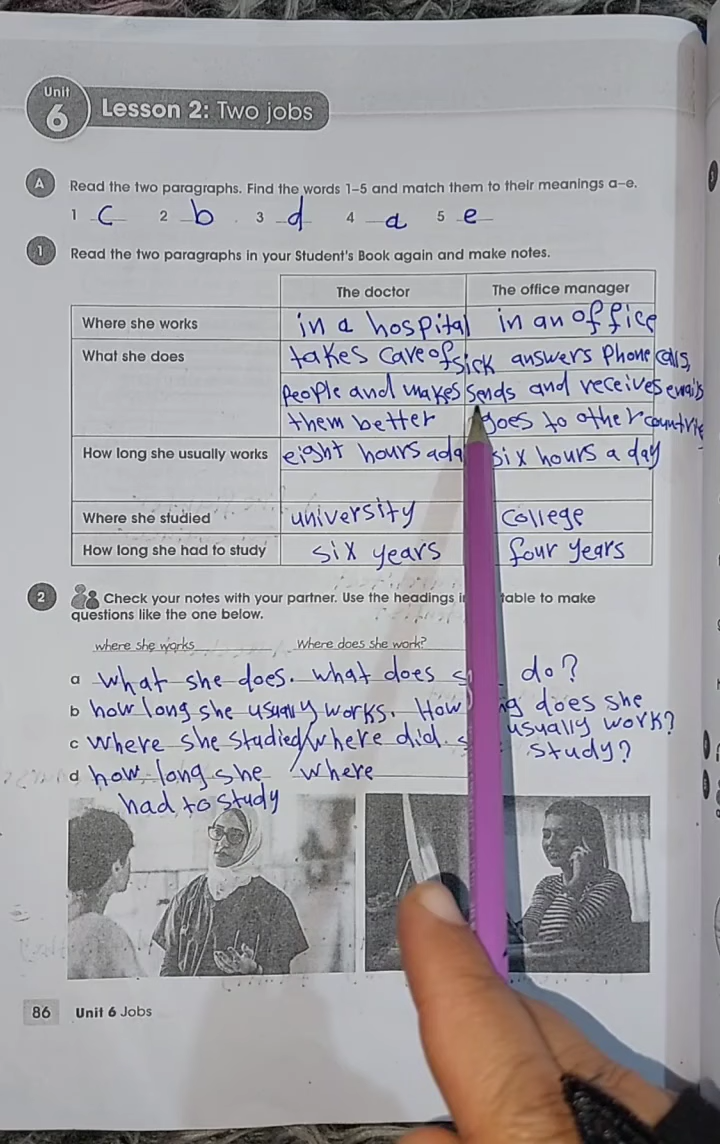 Unit
6
Lesson 2: Two jobs
A Read the two paragraphs. Find the words 1–5 and match them to their meanings a–e.
1 c 2 b 3 d 4 a 5 e
1 Read the two paragraphs in your Student's Book again and make notes.
The doctor The office manager
Where she works in a hospital in an office
What she does takes care of sick answers phone calls,
people and makes sends and receives emails
them better goes to other countrie
How long she usually works eight hours a da six hours a day
Where she studied university college
How long she had to study six years four years
2 Check your notes with your partner. Use the headings i table to make
questions like the one below.
where she works Where does she work?
a what she does. what does s do?
b how long she usually works. How ng does she
usually work?
c where she studied/where did s study?
d how long she /where
had to study
86 Unit 6 Jobs